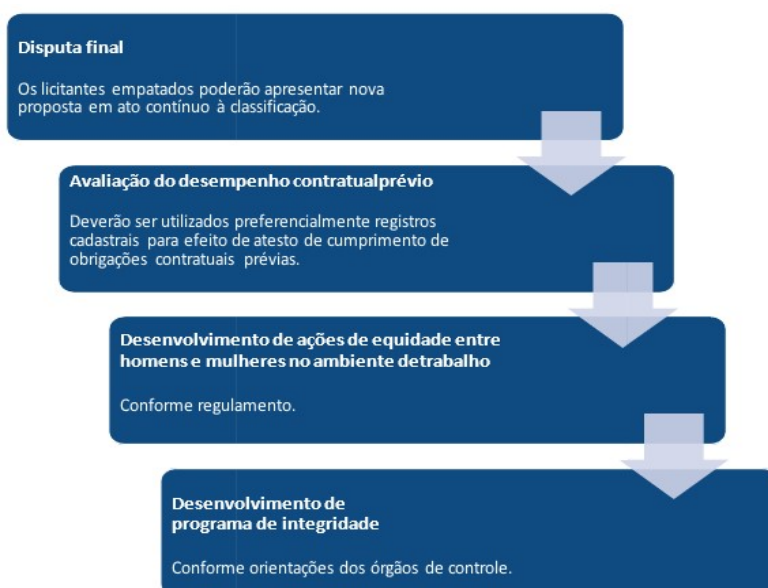 Disputa final
Os licitantes empatados poderão apresentar nova
proposta em ato contínuo à classificação.
Avaliação do desempenho contratualprévio
Deverão ser utilizados preferencialmente registros
cadastrais para efeito de atesto de cumprimento de
obrigações contratuais prévias.
Desenvolvimento de ações de equidade entre
homens e mulheres no ambiente detrabalho
Conforme regulamento.
Desenvolvimento de
programa de integridade
Conforme orientações dos órgãos de controle.